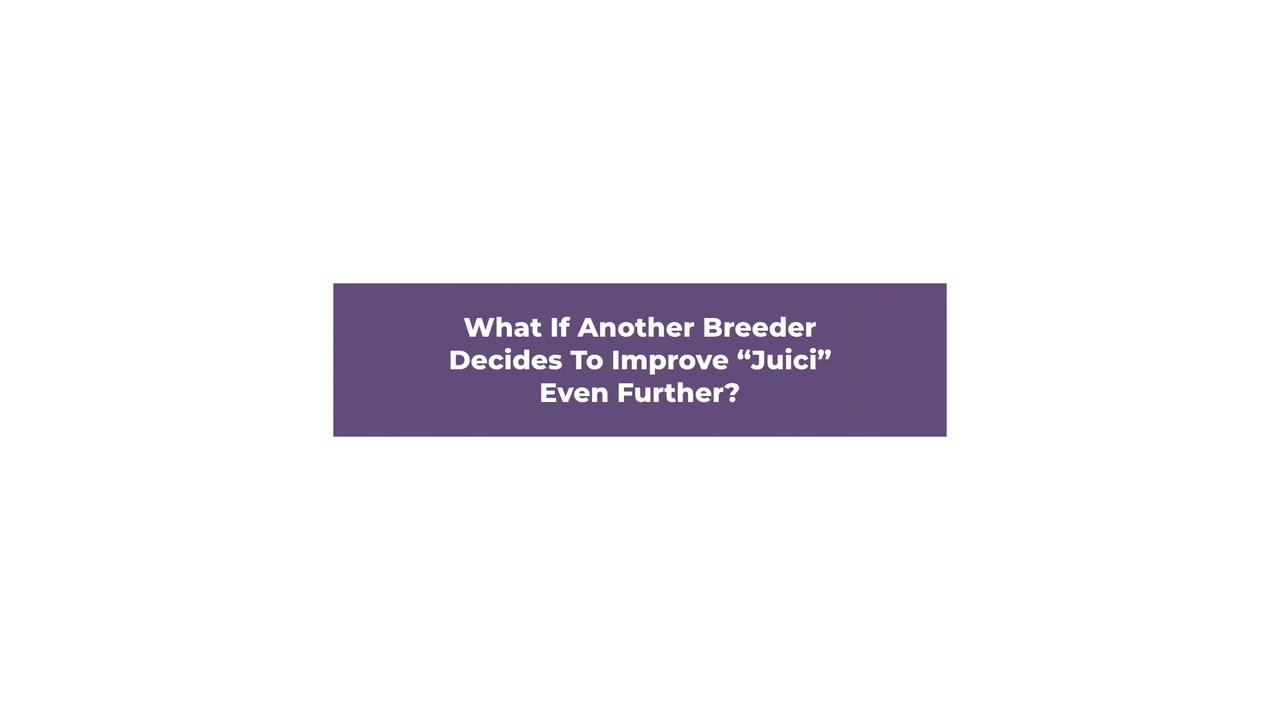 What If Another Breeder
Decides To Improve “Juici”
Even Further?